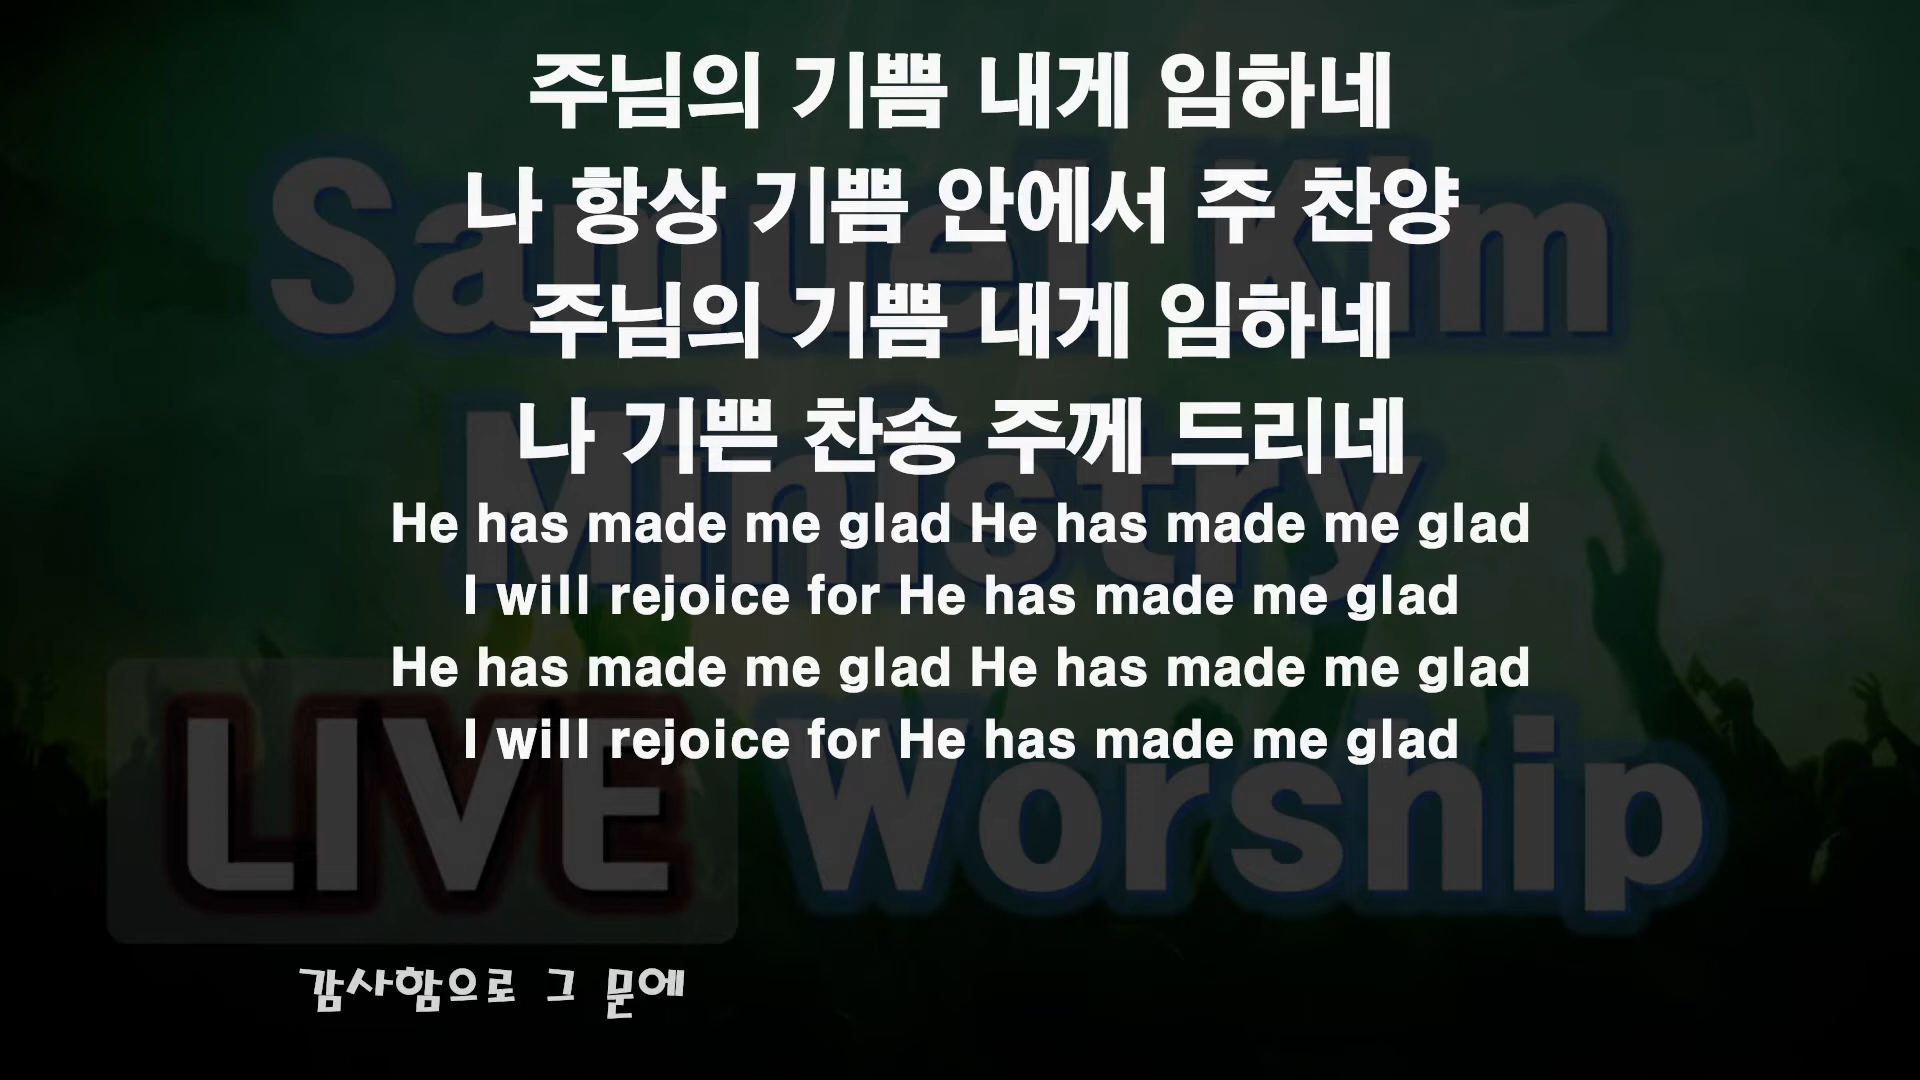 주님의 기쁨 내게 임하네
나 항상 기쁨 안에서 주 찬양
주님의 기쁨 내게 임하네
나 기쁜 찬송 주께 드리네
He has made me glad He has made me glad
I will rejoice for He has made me glad
He has made me glad He has made me glad
I will rejoice for He has made me glad
Samuel Kim
Ministry
LIVE Worship
감사함으로 그 문에